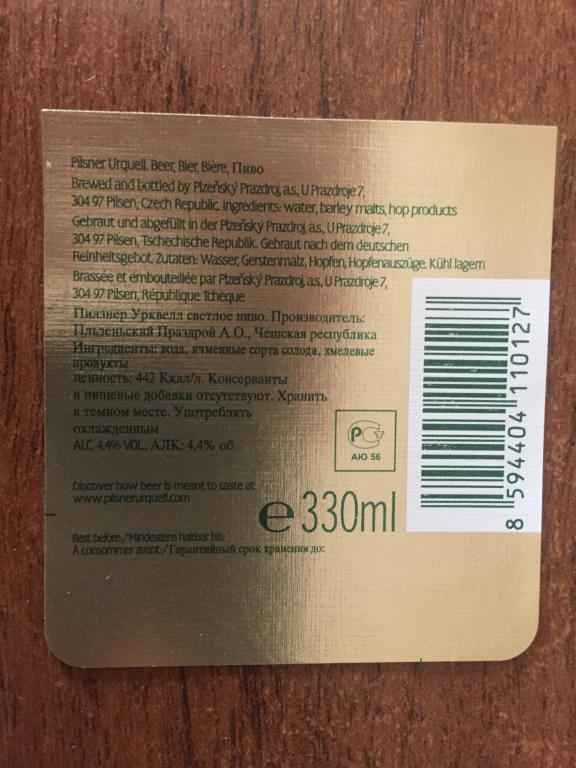 Pilsner Urquell. Beer, Bier, Bière, Пиво
Brewed and bottled by Plzeňský Prazdroj, a.s., U Prazdroje 7,
304 97 Pilsen, Czech Republic. Ingredients: water, barley malts, hop products
Gebraut und abgefüllt in der Plzeňský Prazdroj, a.s., U Prazdroje 7,
304 97 Pilsen, Tschechische Republik. Gebraut nach dem deutschen
Reinheitsgebot. Zutaten: Wasser, Gerstenmalz, Hopfen, Hopfenauszüge. Kühl lagern
Brassée et embouteillée par Plzeňský Prazdroj, a.s., U Prazdroje 7,
304 97 Pilsen, République Tchèque
Пилзнер Урквелл светлое пиво. Производитель:
Пльзеньский Праздрой А.О., Чешская республика
Ингредиенты: вода, ячменные сорта солода, хмелевые
продукты
ценность: 442 Ккал/л. Консерванты
и пищевые добавки отсутствуют. Хранить
в темном месте. Употреблять
охлажденным
ALC. 4.4% VOL., АЛК: 4,4% об.
РСТ
АЮ 56
Discover how beer is meant to taste at
www.pilsnerurquell.com
e 330ml
Best before:/Mindestens haltbar bis:
A consommer avant:/Гарантийный срок хранения до:
8 594404 110127